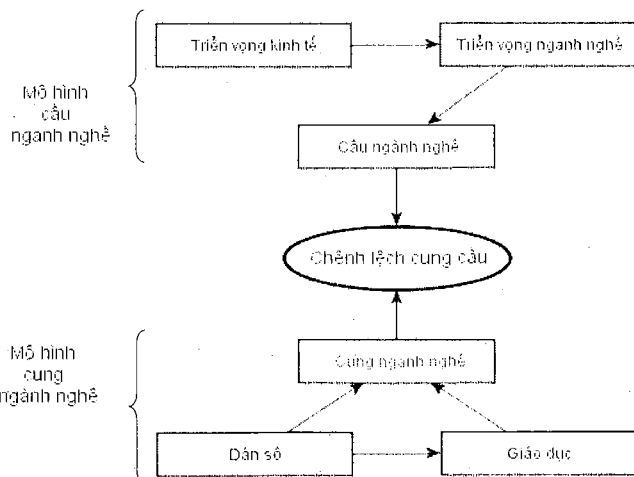 Triển vọng kinh tế
Triển vọng ngành nghề
Mô hình
cầu
ngành nghề
Cầu ngành nghề
Chênh lệch cung cầu
Mô hình
cung
ngành nghề
Cung ngành nghề
Dân số
Giáo dục